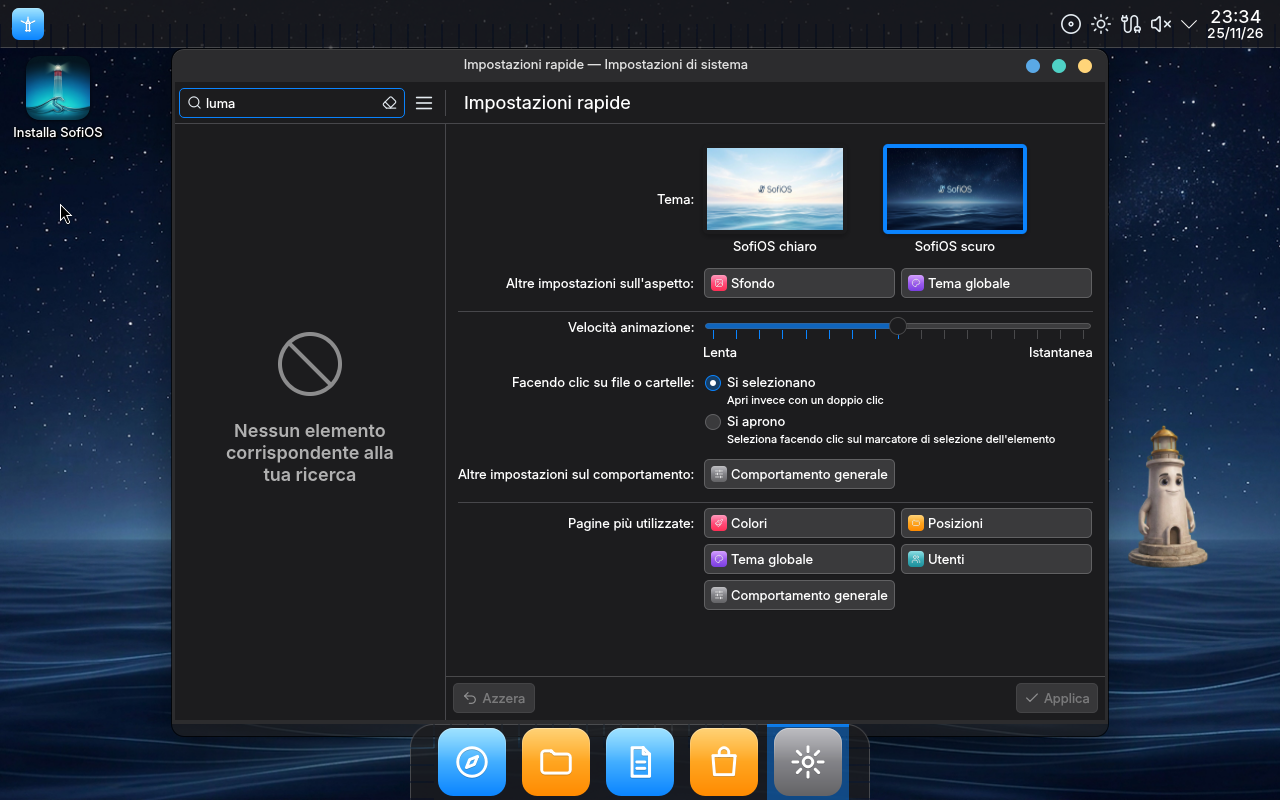 23:34
25/11/26
Installa SofiOS
Impostazioni rapide — Impostazioni di sistema
luma
Impostazioni rapide
Nessun elemento
corrispondente alla
tua ricerca
Tema:
SofiOS
SofiOS
SofiOS chiaro
SofiOS scuro
Altre impostazioni sull'aspetto:
Sfondo
Tema globale
Velocità animazione:
Lenta
Istantanea
Facendo clic su file o cartelle:
Si selezionano
Apri invece con un doppio clic
Si aprono
Seleziona facendo clic sul marcatore di selezione dell'elemento
Altre impostazioni sul comportamento:
Comportamento generale
Pagine più utilizzate:
Colori
Posizioni
Tema globale
Utenti
Comportamento generale
Azzera
Applica